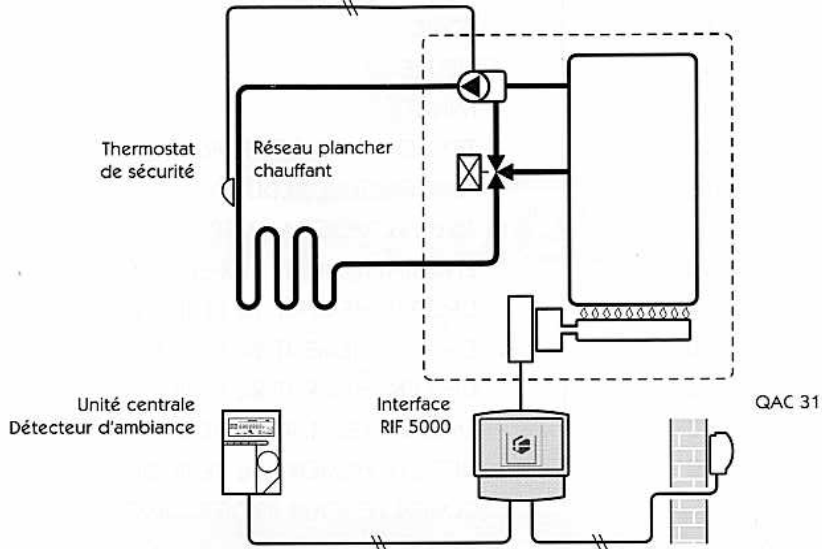 Thermostat
de sécurité
Réseau plancher
chauffant
Unité centrale
Détecteur d'ambiance
Interface
RIF 5000
QAC 31